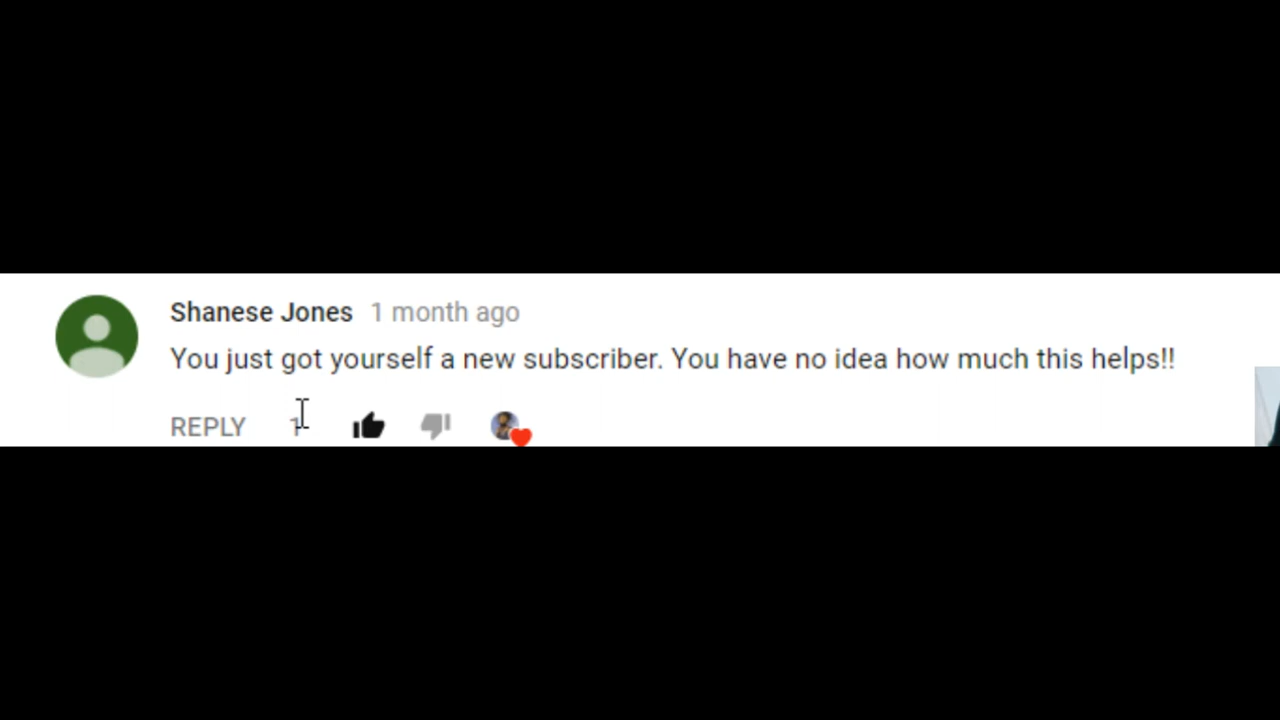 Shanese Jones 1 month ago
You just got yourself a new subscriber. You have no idea how much this helps!!
REPLY 1